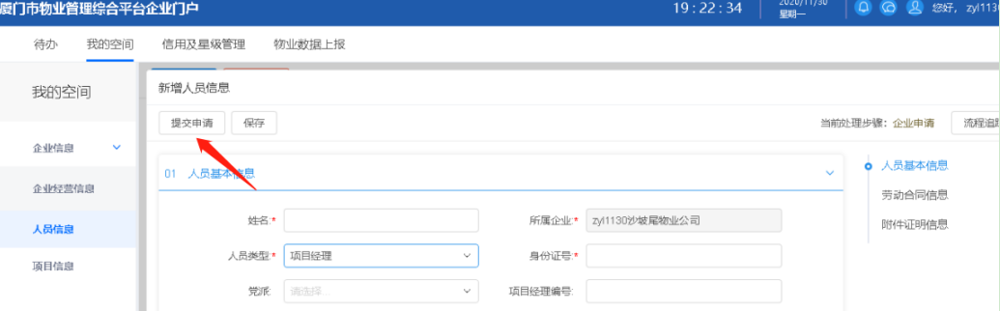 厦门市物业管理综合平台企业门户 19:22:34 2020/11/30 星期一 您好，zyl113
待办 我的空间 信用及星级管理 物业数据上报
我的空间 新增人员信息
提交申请 保存 当前处理步骤：企业申请 流程追
企业信息
01 人员基本信息 人员基本信息
企业经营信息 劳动合同信息
姓名:* 所属企业:* zyl1130沙坡尾物业公司
人员信息 附件证明信息
人员类型:* 项目经理 身份证号:*
项目信息
党派: 请选择... 项目经理编号: